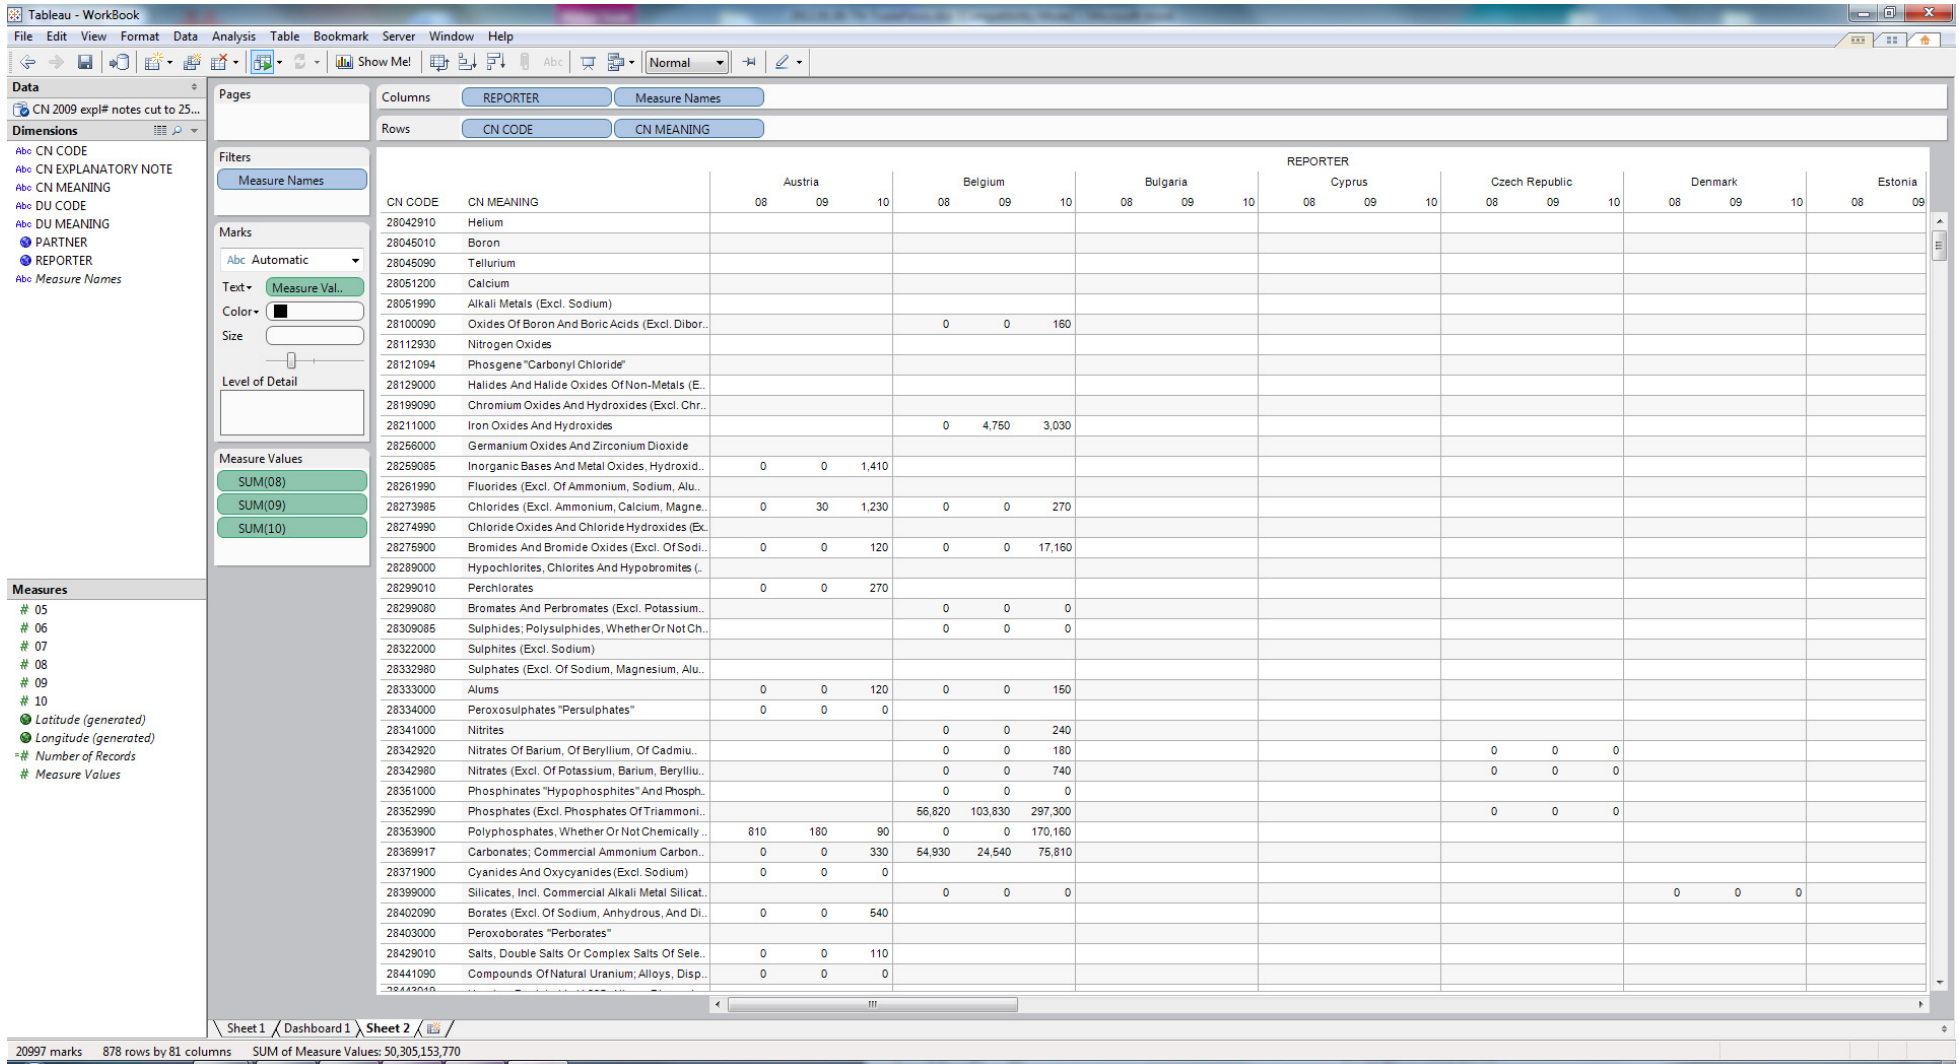 Tableau - WorkBook
File Edit View Format Data Analysis Table Bookmark Server Window Help
Show Me! Abc Normal
Data
CN 2009 expl# notes cut to 25...
Dimensions
Abc CN CODE
Abc CN EXPLANATORY NOTE
Abc CN MEANING
Abc DU CODE
Abc DU MEANING
PARTNER
REPORTER
Abc Measure Names
Measures
# 05
# 06
# 07
# 08
# 09
# 10
Latitude (generated)
Longitude (generated)
=# Number of Records
# Measure Values
Pages
Filters
Measure Names
Marks
Abc Automatic
Text Measure Val..
Color
Size
Level of Detail
Measure Values
SUM(08)
SUM(09)
SUM(10)
Columns REPORTER Measure Names
Rows CN CODE CN MEANING
REPORTER
Austria Belgium Bulgaria Cyprus Czech Republic Denmark Estonia
CN CODE CN MEANING 08 09 10 08 09 10 08 09 10 08 09 10 08 09 10 08 09 10 08 09
28042910 Helium
28045010 Boron
28045090 Tellurium
28051200 Calcium
28051990 Alkali Metals (Excl. Sodium)
28100090 Oxides Of Boron And Boric Acids (Excl. Dibor.. 0 0 160
28112930 Nitrogen Oxides
28121094 Phosgene "Carbonyl Chloride"
28129000 Halides And Halide Oxides Of Non-Metals (E..
28199090 Chromium Oxides And Hydroxides (Excl. Chr..
28211000 Iron Oxides And Hydroxides 0 4,750 3,030
28256000 Germanium Oxides And Zirconium Dioxide
28259085 Inorganic Bases And Metal Oxides, Hydroxid.. 0 0 1,410
28261990 Fluorides (Excl. Of Ammonium, Sodium, Alu..
28273985 Chlorides (Excl. Ammonium, Calcium, Magne.. 0 30 1,230 0 0 270
28274990 Chloride Oxides And Chloride Hydroxides (Ex..
28275900 Bromides And Bromide Oxides (Excl. Of Sodi.. 0 0 120 0 0 17,160
28289000 Hypochlorites, Chlorites And Hypobromites (..
28299010 Perchlorates 0 0 270
28299080 Bromates And Perbromates (Excl. Potassium.. 0 0 0
28309085 Sulphides; Polysulphides, Whether Or Not Ch.. 0 0 0
28322000 Sulphites (Excl. Sodium)
28332980 Sulphates (Excl. Of Sodium, Magnesium, Alu..
28333000 Alums 0 0 120 0 0 150
28334000 Peroxosulphates "Persulphates" 0 0 0
28341000 Nitrites 0 0 240
28342920 Nitrates Of Barium, Of Beryllium, Of Cadmiu.. 0 0 180 0 0 0
28342980 Nitrates (Excl. Of Potassium, Barium, Berylliu.. 0 0 740 0 0 0
28351000 Phosphinates "Hypophosphites" And Phosph.. 0 0 0
28352990 Phosphates (Excl. Phosphates Of Triammoni.. 56,820 103,830 297,300 0 0 0
28353900 Polyphosphates, Whether Or Not Chemically .. 810 180 90 0 0 170,160
28369917 Carbonates; Commercial Ammonium Carbon.. 0 0 330 54,930 24,540 75,810
28371900 Cyanides And Oxycyanides (Excl. Sodium) 0 0 0
28399000 Silicates, Incl. Commercial Alkali Metal Silicat.. 0 0 0 0 0 0
28402090 Borates (Excl. Of Sodium, Anhydrous, And Di.. 0 0 540
28403000 Peroxoborates "Perborates"
28429010 Salts, Double Salts Or Complex Salts Of Sele.. 0 0 110
28441090 Compounds Of Natural Uranium; Alloys, Disp.. 0 0 0
Sheet 1 Dashboard 1 Sheet 2
20997 marks 878 rows by 81 columns SUM of Measure Values: 50,305,153,770